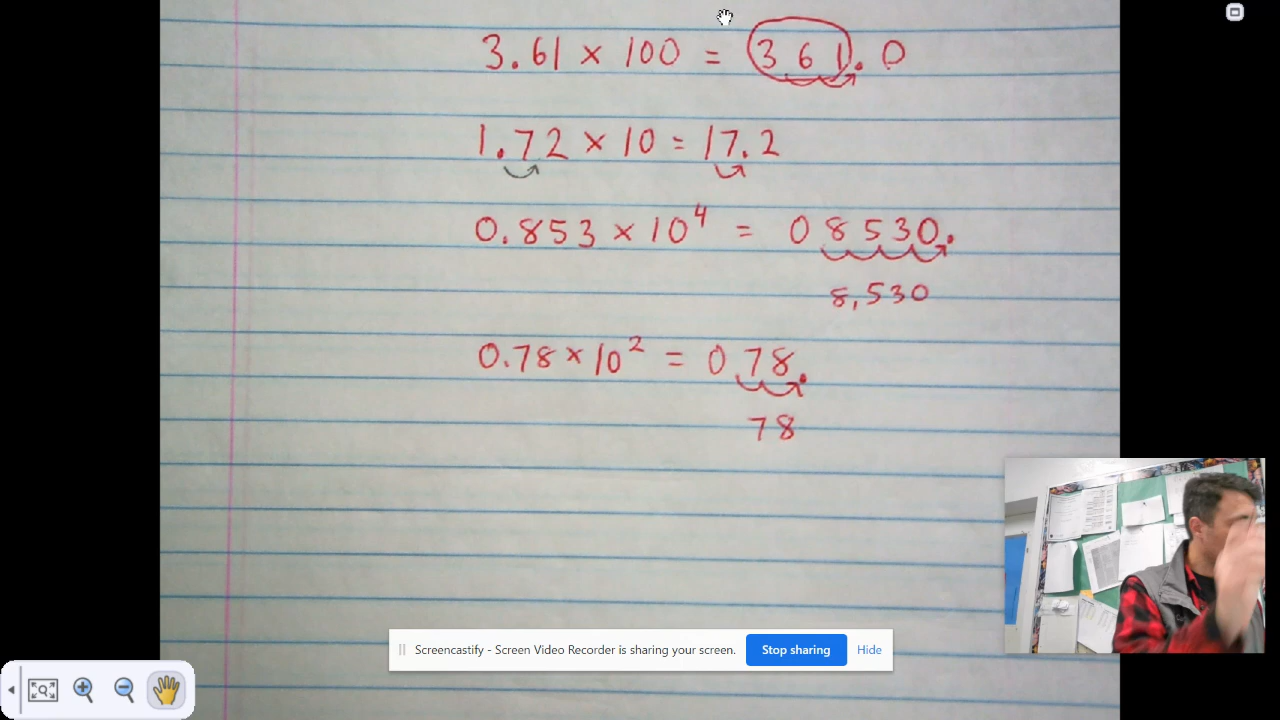 3.61 × 100 = 361.0
1.72 × 10 = 17.2
0.853 × 10⁴ = 08530.
8,530
0.78 × 10² = 078.
78
Screencastify - Screen Video Recorder is sharing your screen. Stop sharing Hide